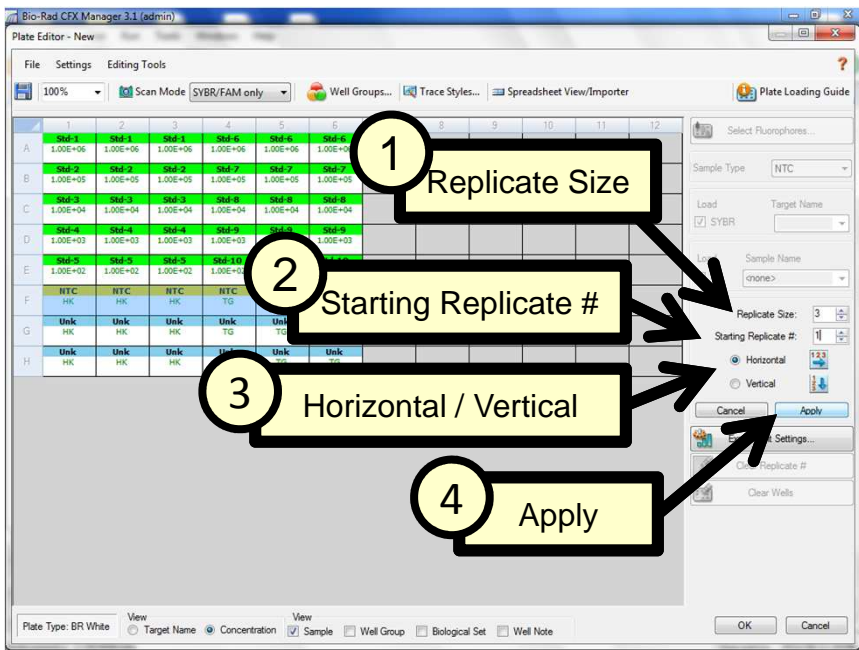 Bio-Rad CFX Manager 3.1 (admin)
Plate Editor - New
File Settings Editing Tools ?
100% Scan Mode SYBR/FAM only Well Groups... Trace Styles... Spreadsheet View/Importer Plate Loading Guide
1 2 3 4 5 6 8 9 10 11 12
A Std-1 Std-1 Std-1 Std-6 Std-6 Std-6
1.00E+06 1.00E+06 1.00E+06 1.00E+06 1.00E+06
B Std-2 Std-2 Std-2 Std-7 Std-7 Std-7
1.00E+05 1.00E+05 1.00E+05 1.00E+05 1.00E+05 1.00E+05
C Std-3 Std-3 Std-3 Std-8 Std-8 Std-8
1.00E+04 1.00E+04 1.00E+04 1.00E+04 1.00E+04 1.00E+04
D Std-4 Std-4 Std-4 Std-9 Std-9 Std-9
1.00E+03 1.00E+03 1.00E+03 1.00E+03 1.00E+03
E Std-5 Std-5 Std-5 Std-10
1.00E+02 1.00E+02 1.00E+02
F NTC NTC NTC NTC
HK HK HK TG
G Unk Unk Unk Unk
HK HK HK TG
H Unk Unk Unk Unk Unk Unk
HK HK HK TG
1 Replicate Size
2 Starting Replicate #
3 Horizontal / Vertical
4 Apply
Select Fluorophores...
Sample Type NTC
Load Target Name
SYBR
Sample Name
<none>
Replicate Size: 3
Starting Replicate #: 1
Horizontal 123
Vertical
Cancel Apply
Settings...
Clear Replicate #
Clear Wells
Plate Type: BR White View Target Name Concentration View Sample Well Group Biological Set Well Note
OK Cancel